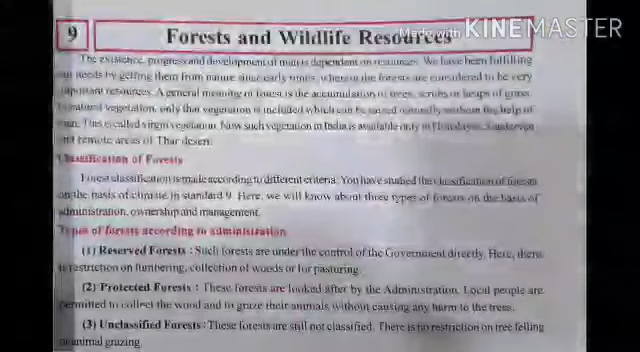 9
Forests and Wildlife Resources
Made with KINEMASTER
The existence, progress and development of man is dependent on resources. We have been fulfilling
our needs by getting them from nature since early times, wherein the forests are considered to be very
important resources. A general meaning of forest is the accumulation of trees, scrubs or heaps of grass.
In natural vegetation, only that vegetation is included which can be raised naturally without the help of
man. This is called virgin vegetation. Now such vegetation in India is available only in Himalayas, Sundarvan
and remote areas of Thar desert.
Classification of Forests
Forest classification is made according to different criteria. You have studied the classification of forests
on the basis of climate in standard 9. Here, we will know about three types of forests on the basis of
administration, ownership and management.
Types of forests according to administration
(1) Reserved Forests : Such forests are under the control of the Government directly. Here, there
is restriction on lumbering, collection of woods or for pasturing.
(2) Protected Forests : These forests are looked after by the Administration. Local people are
permitted to collect the wood and to graze their animals without causing any harm to the trees.
(3) Unclassified Forests : These forests are still not classified. There is no restriction on tree felling
or animal grazing.